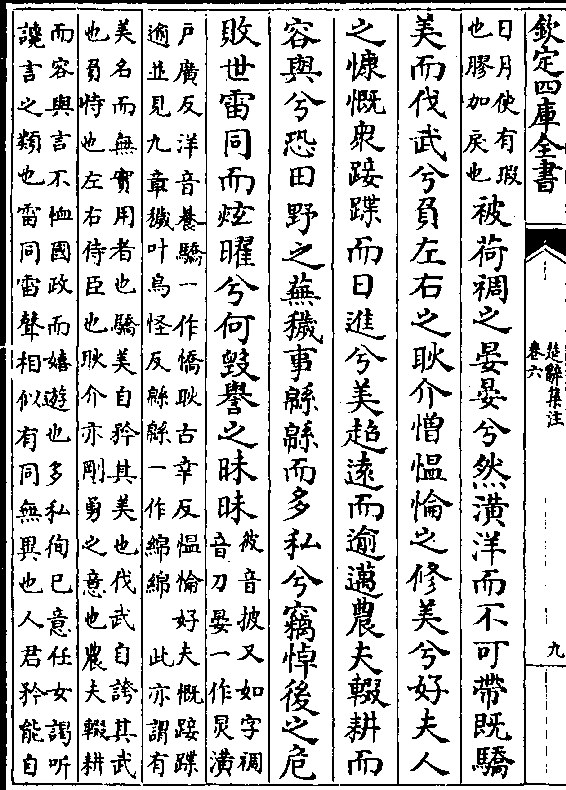 欽定四庫全書
楚辭集注
卷六
九
日月使有瑕
也膠加戾也
被荷裯之晏晏兮然潢洋而不可帶既驕
美而伐武兮負左右之耿介憎愠惀之修美兮好夫人
之慷慨衆踥蹀而日進兮美超遠而逾邁農夫輟耕而
容與兮恐田野之蕪穢事緜緜而多私兮竊悼後之危
敗世雷同而炫曜兮何毀譽之昧昧
被音披又如字裯
音刀晏一作炅潢
戶廣反洋音養驕一作憍耿古幸反愠惀好夫慨踥蹀
逾並見九章穢叶烏怪反緜緜一作綿綿 此亦謂有
美名而無實用者也驕美自矜其美也伐武自誇其武
也負恃也左右侍臣也耿介亦剛勇之意也農夫輟耕
而容與言不恤國政而嬉遊也多私徇已意任女謁听
讒言之類也雷同雷聲相似有同無異也人君矜能自